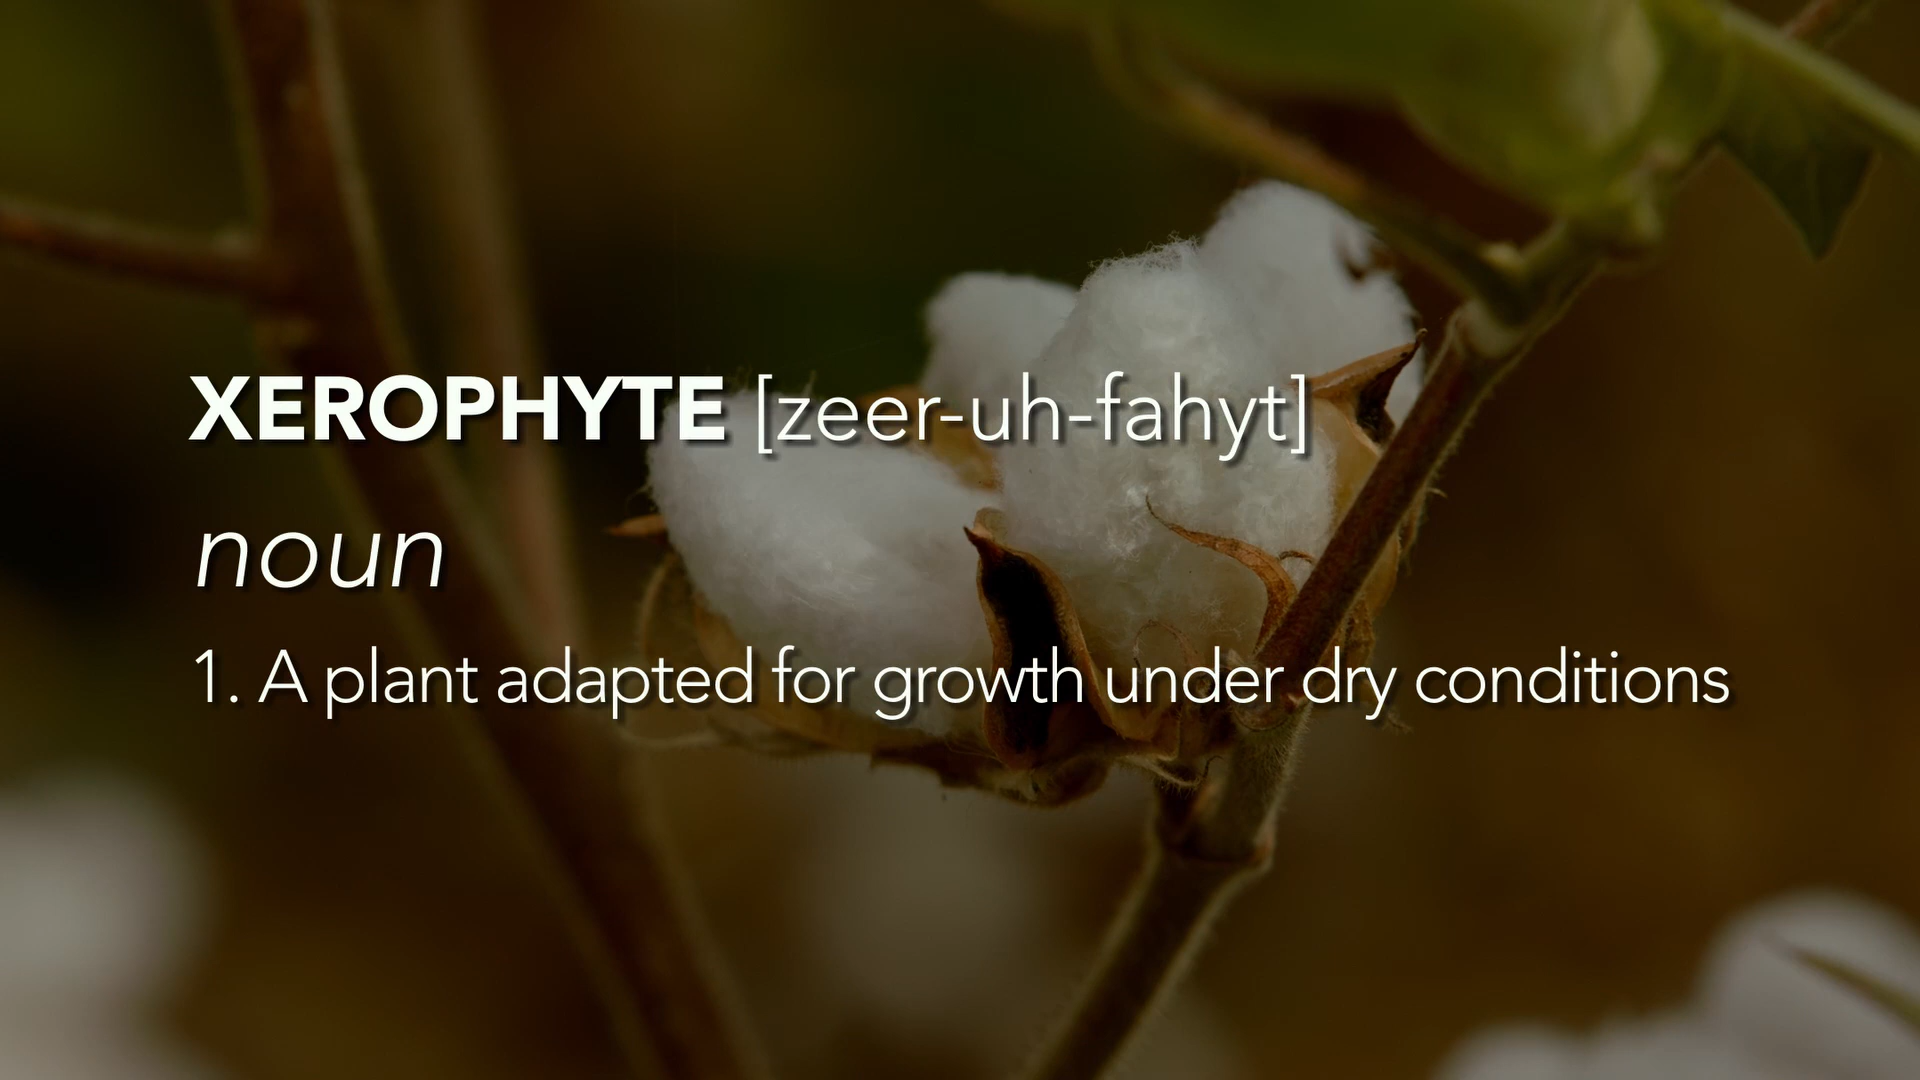 XEROPHYTE [zeer-uh-fahyt]
noun
1. A plant adapted for growth under dry conditions